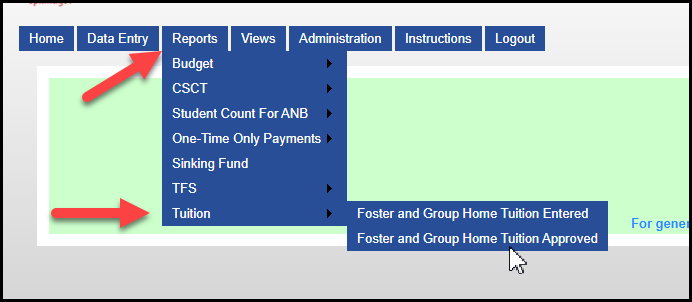 Home Data Entry Reports Views Administration Instructions Logout
Budget
CSCT
Student Count For ANB
One-Time Only Payments
Sinking Fund
TFS
Tuition
Foster and Group Home Tuition Entered
Foster and Group Home Tuition Approved
For gener